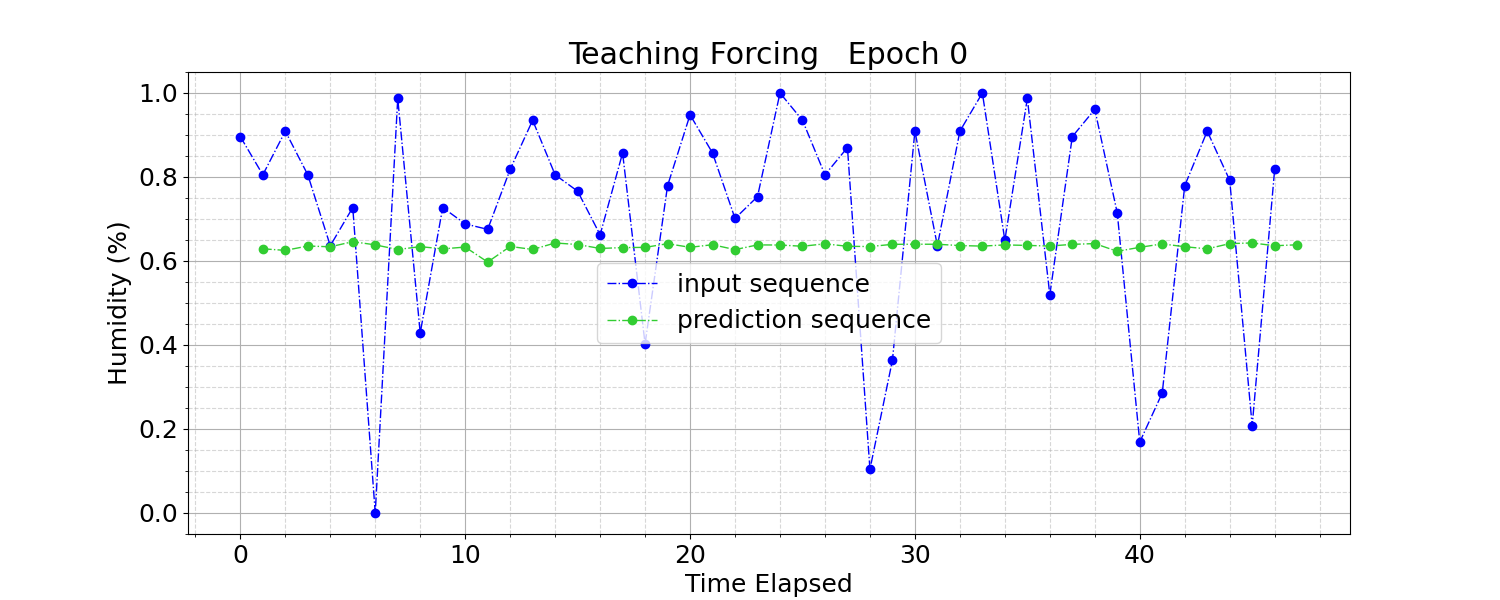 Teaching Forcing   Epoch 0
Humidity (%)
1.0
0.8
0.6
0.4
0.2
0.0
input sequence
prediction sequence
0 10 20 30 40
Time Elapsed